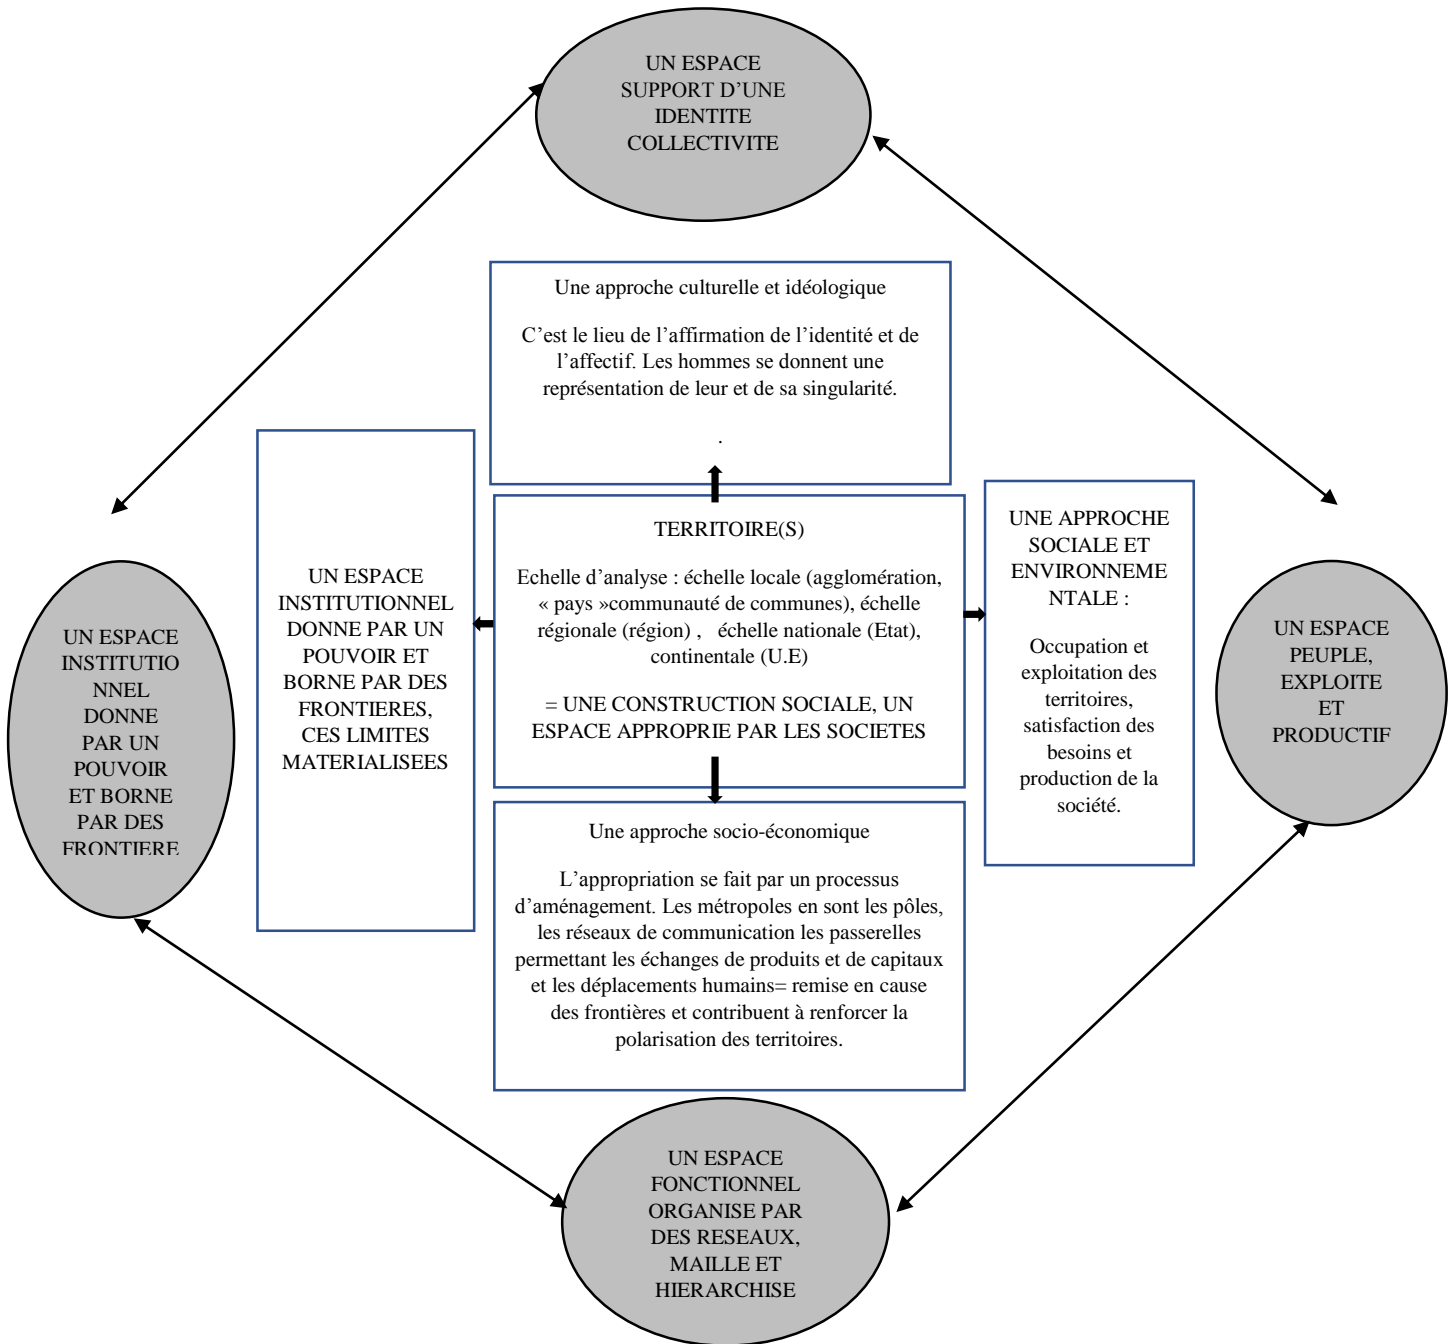 UN ESPACE
SUPPORT D’UNE
IDENTITE
COLLECTIVITE
Une approche culturelle et idéologique
C’est le lieu de l’affirmation de l’identité et de
l’affectif. Les hommes se donnent une
représentation de leur et de sa singularité.
.
UN ESPACE
INSTITUTIONNEL
DONNE PAR UN
POUVOIR ET
BORNE PAR DES
FRONTIERES,
CES LIMITES
MATERIALISEES
TERRITOIRE(S)
Echelle d’analyse : échelle locale (agglomération,
« pays »communauté de communes), échelle
régionale (région) , échelle nationale (Etat),
continentale (U.E)
= UNE CONSTRUCTION SOCIALE, UN
ESPACE APPROPRIE PAR LES SOCIETES
UNE APPROCHE
SOCIALE ET
ENVIRONNEME
NTALE :
Occupation et
exploitation des
territoires,
satisfaction des
besoins et
production de la
société.
UN ESPACE
INSTITUTIO
NNEL
DONNE
PAR UN
POUVOIR
ET BORNE
PAR DES
FRONTIERE
UN ESPACE
PEUPLE,
EXPLOITE
ET
PRODUCTIF
Une approche socio-économique
L’appropriation se fait par un processus
d’aménagement. Les métropoles en sont les pôles,
les réseaux de communication les passerelles
permettant les échanges de produits et de capitaux
et les déplacements humains= remise en cause
des frontières et contribuent à renforcer la
polarisation des territoires.
UN ESPACE
FONCTIONNEL
ORGANISE PAR
DES RESEAUX,
MAILLE ET
HIERARCHISE